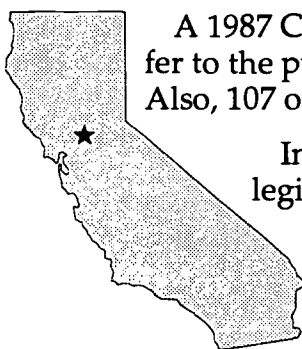 A 1987 C
fer to the p
Also, 107 o
In
legi